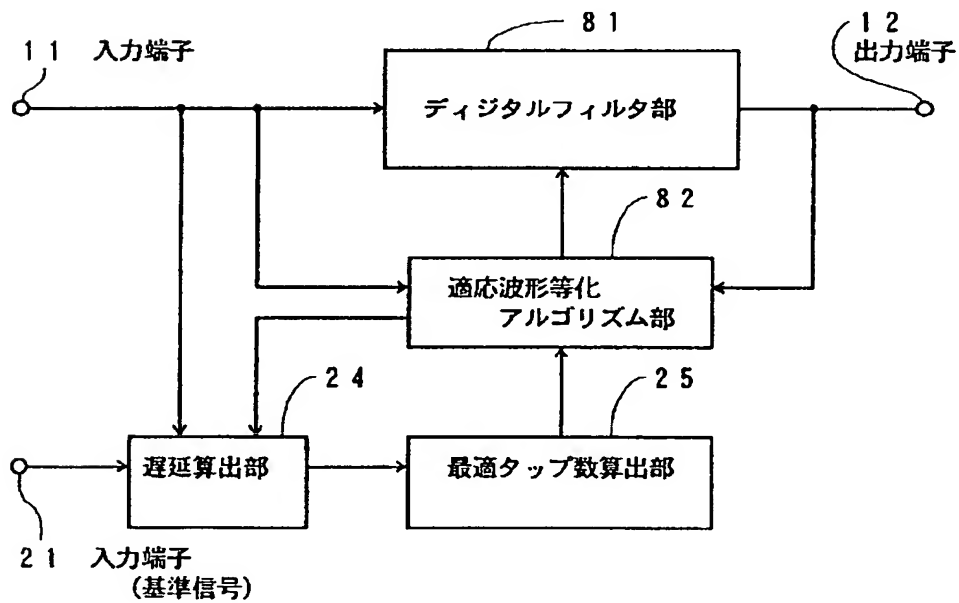 ８１
１２
１１ 入力端子
出力端子
ディジタルフィルタ部
８２
適応波形等化
アルゴリズム部
２４
２５
遅延算出部
最適タップ数算出部
２１ 入力端子
(基準信号)